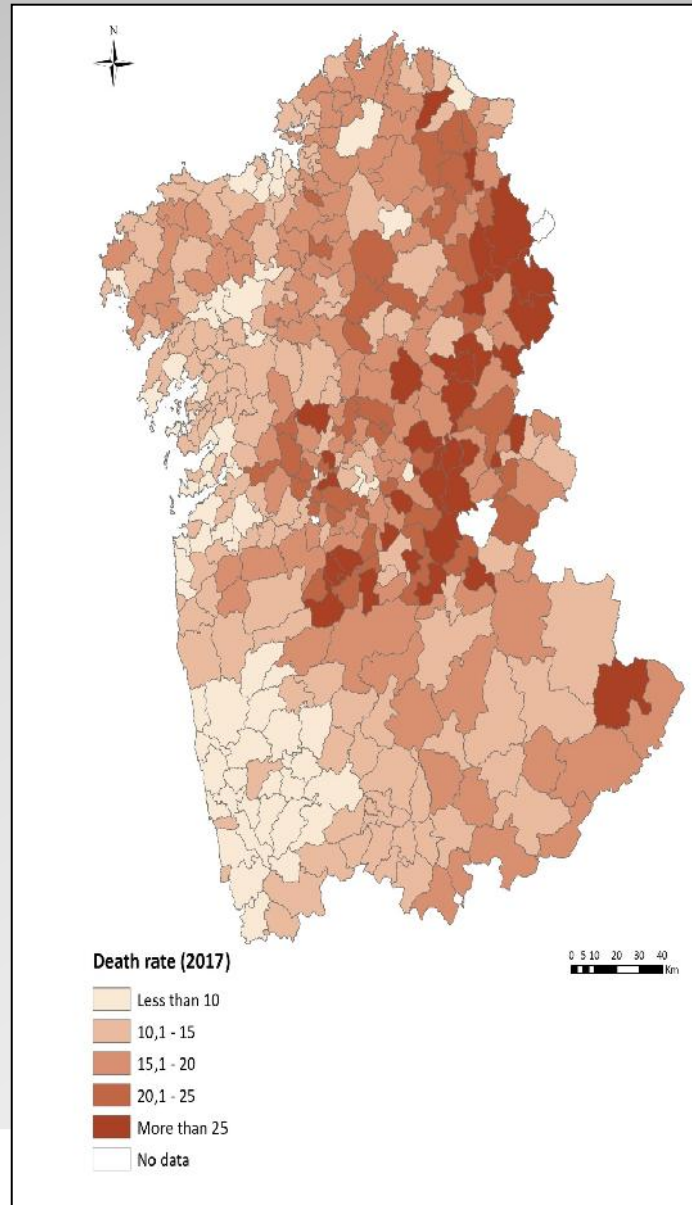 N
Death rate (2017)
Less than 10
10,1 - 15
15,1 - 20
20,1 - 25
More than 25
No data
0 5 10 20 30 40
Km